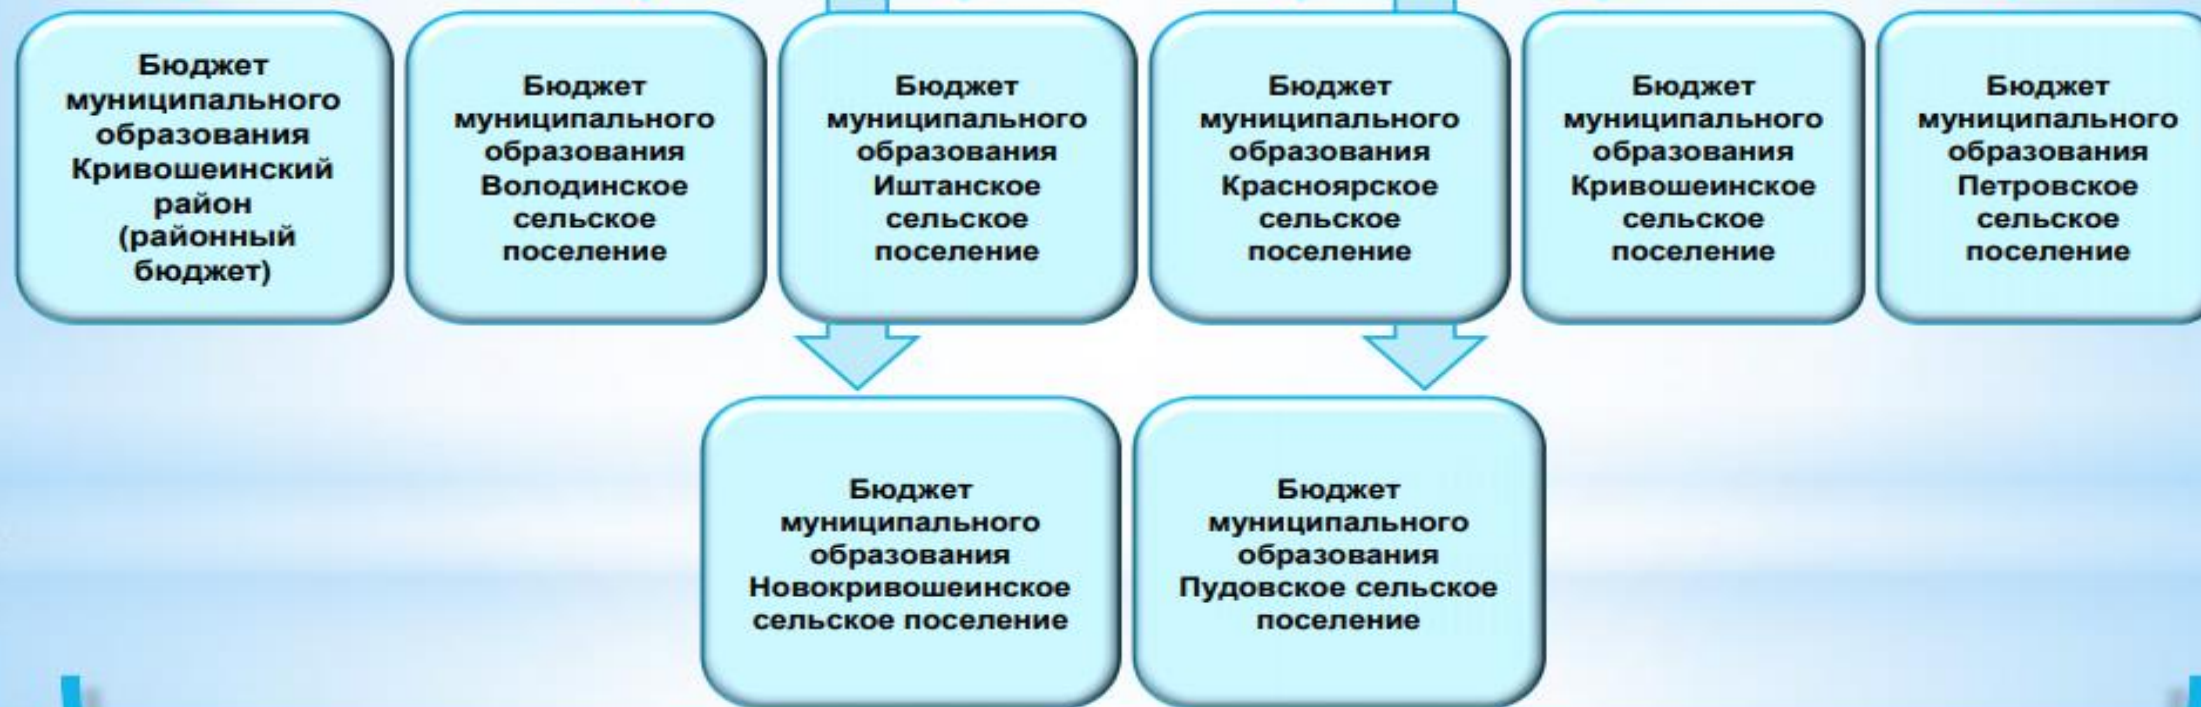 Бюджет
муниципального
образования
Кривошеинский
район
(районный
бюджет)
Бюджет
муниципального
образования
Володинское
сельское
поселение
Бюджет
муниципального
образования
Иштанское
сельское
поселение
Бюджет
муниципального
образования
Красноярское
сельское
поселение
Бюджет
муниципального
образования
Кривошеинское
сельское
поселение
Бюджет
муниципального
образования
Петровское
сельское
поселение
Бюджет
муниципального
образования
Новокривошеинское
сельское поселение
Бюджет
муниципального
образования
Пудовское сельское
поселение